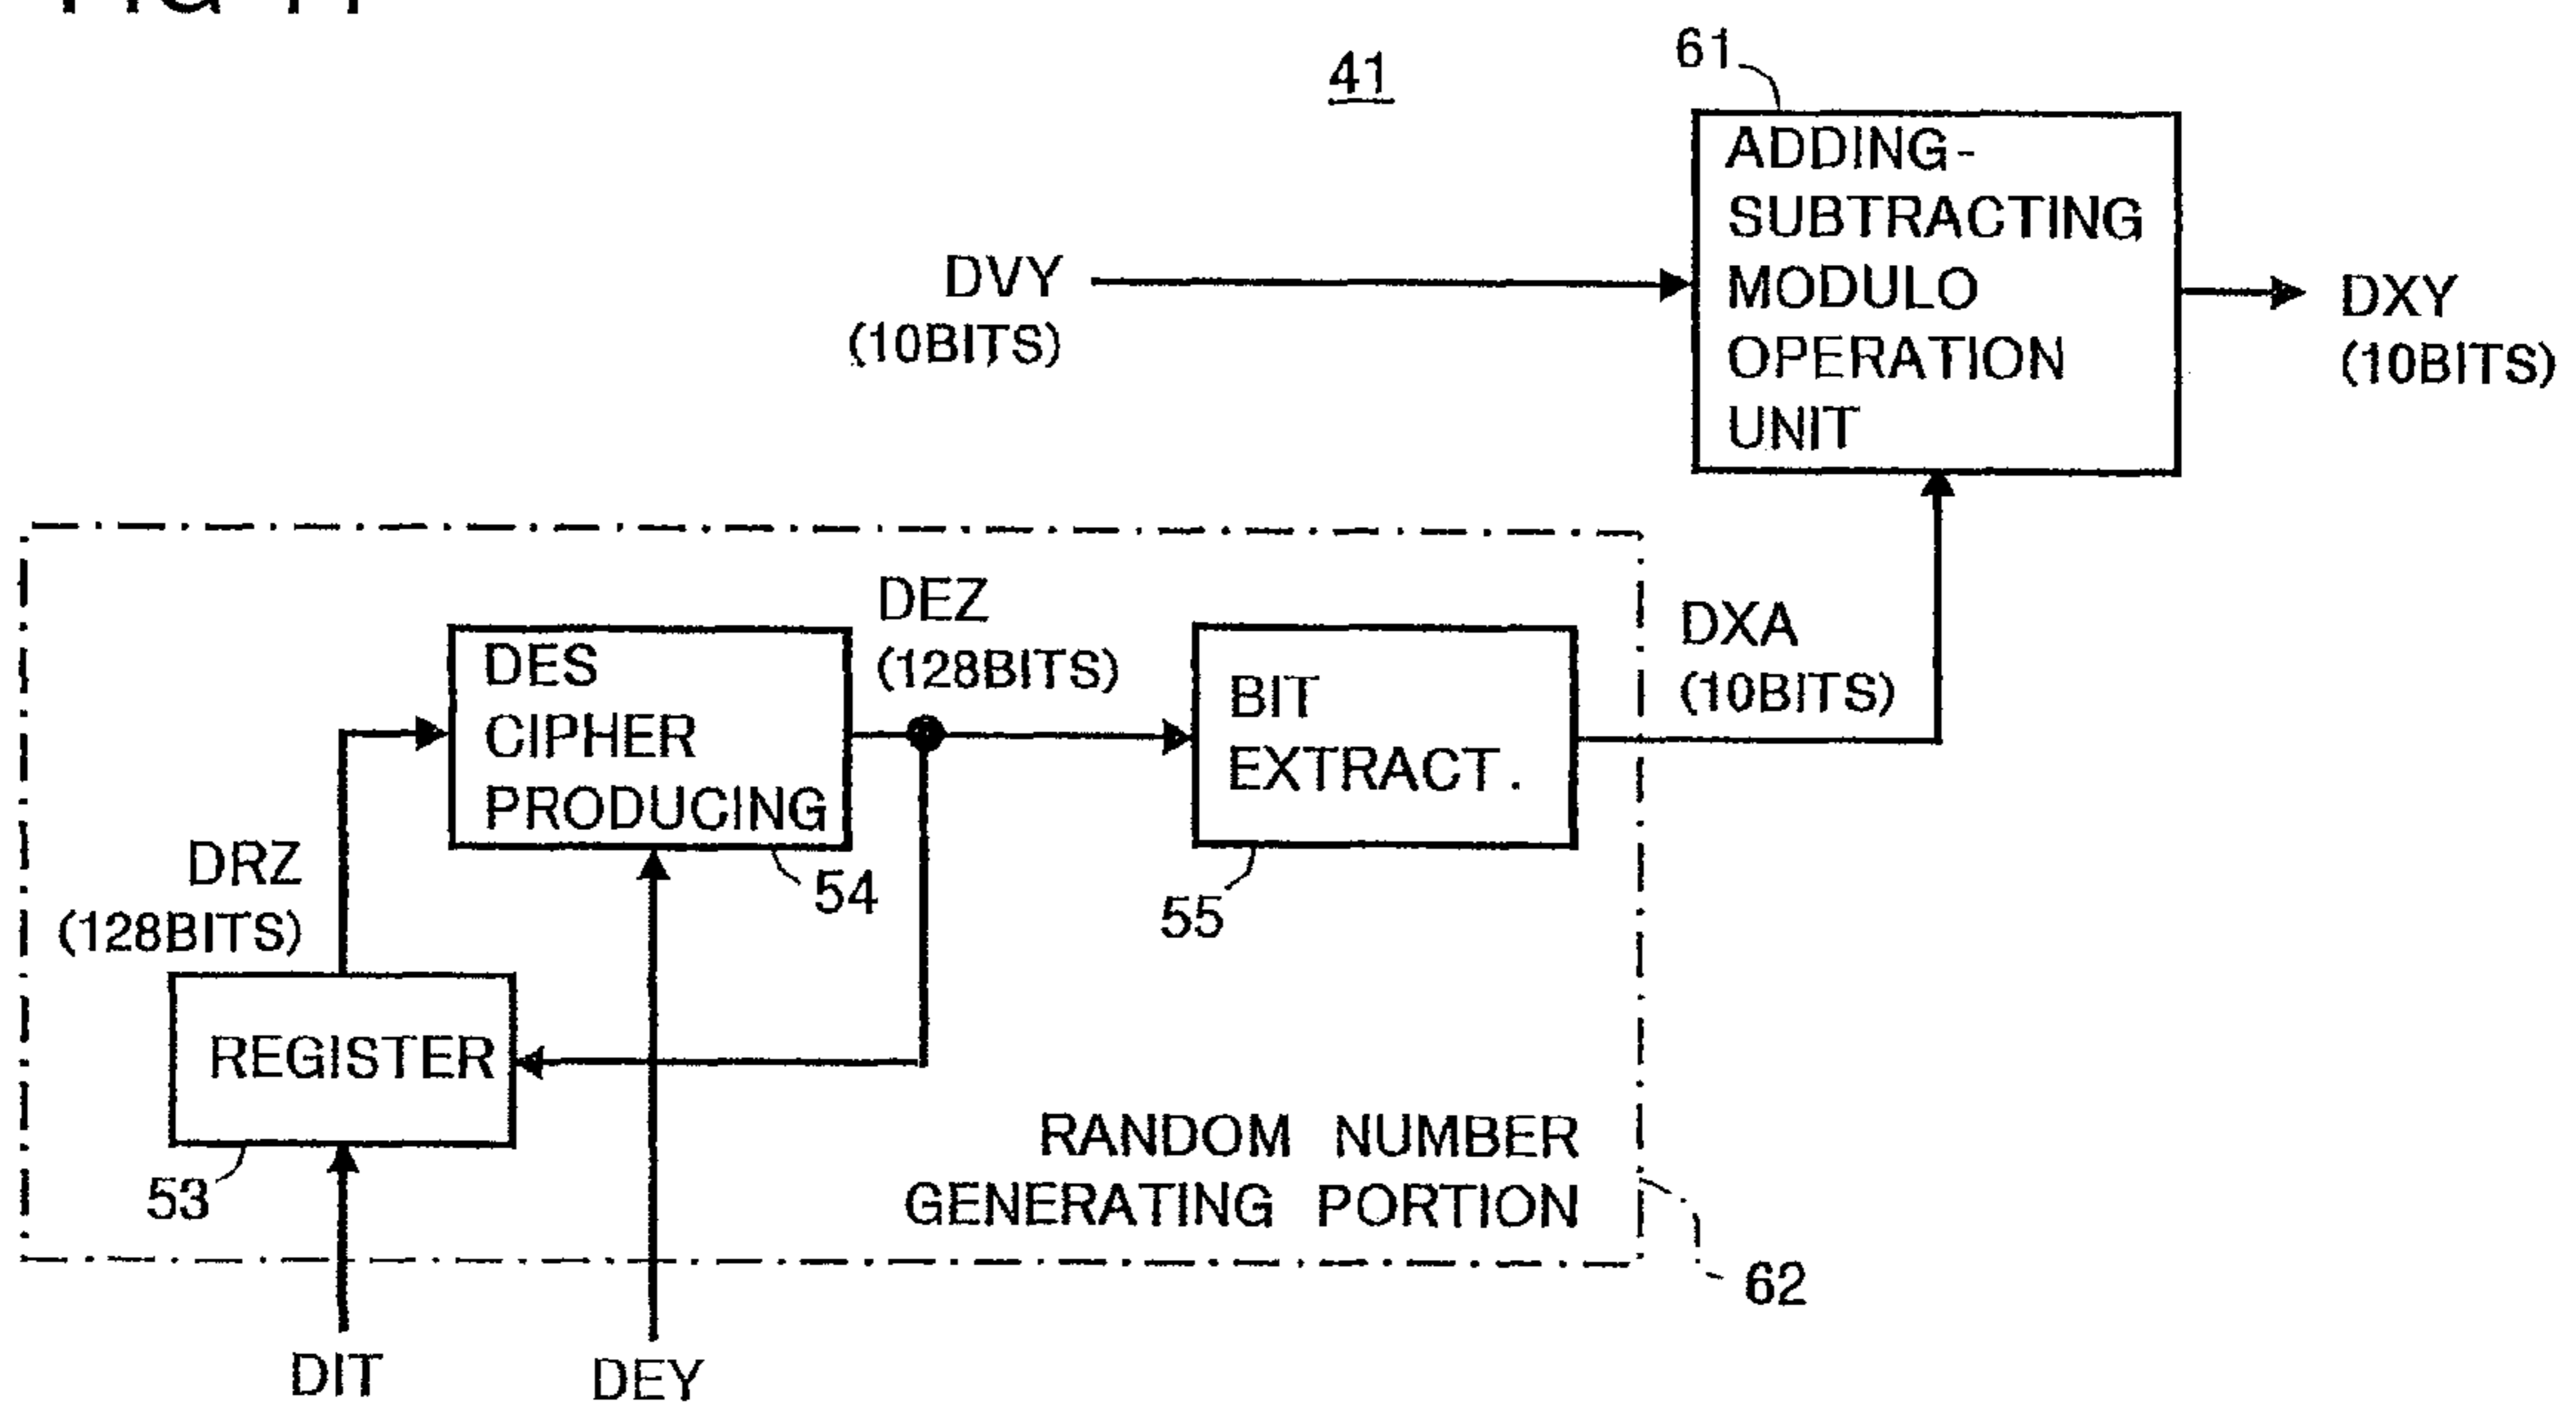 41
61
ADDING-
SUBTRACTING
MODULO
OPERATION
UNIT
DVY
(10BITS)
DXY
(10BITS)
DES
CIPHER
PRODUCING
DEZ
(128BITS)
BIT
EXTRACT.
DXA
(10BITS)
54
55
DRZ
(128BITS)
REGISTER
53
RANDOM NUMBER
GENERATING PORTION
62
DIT
DEY